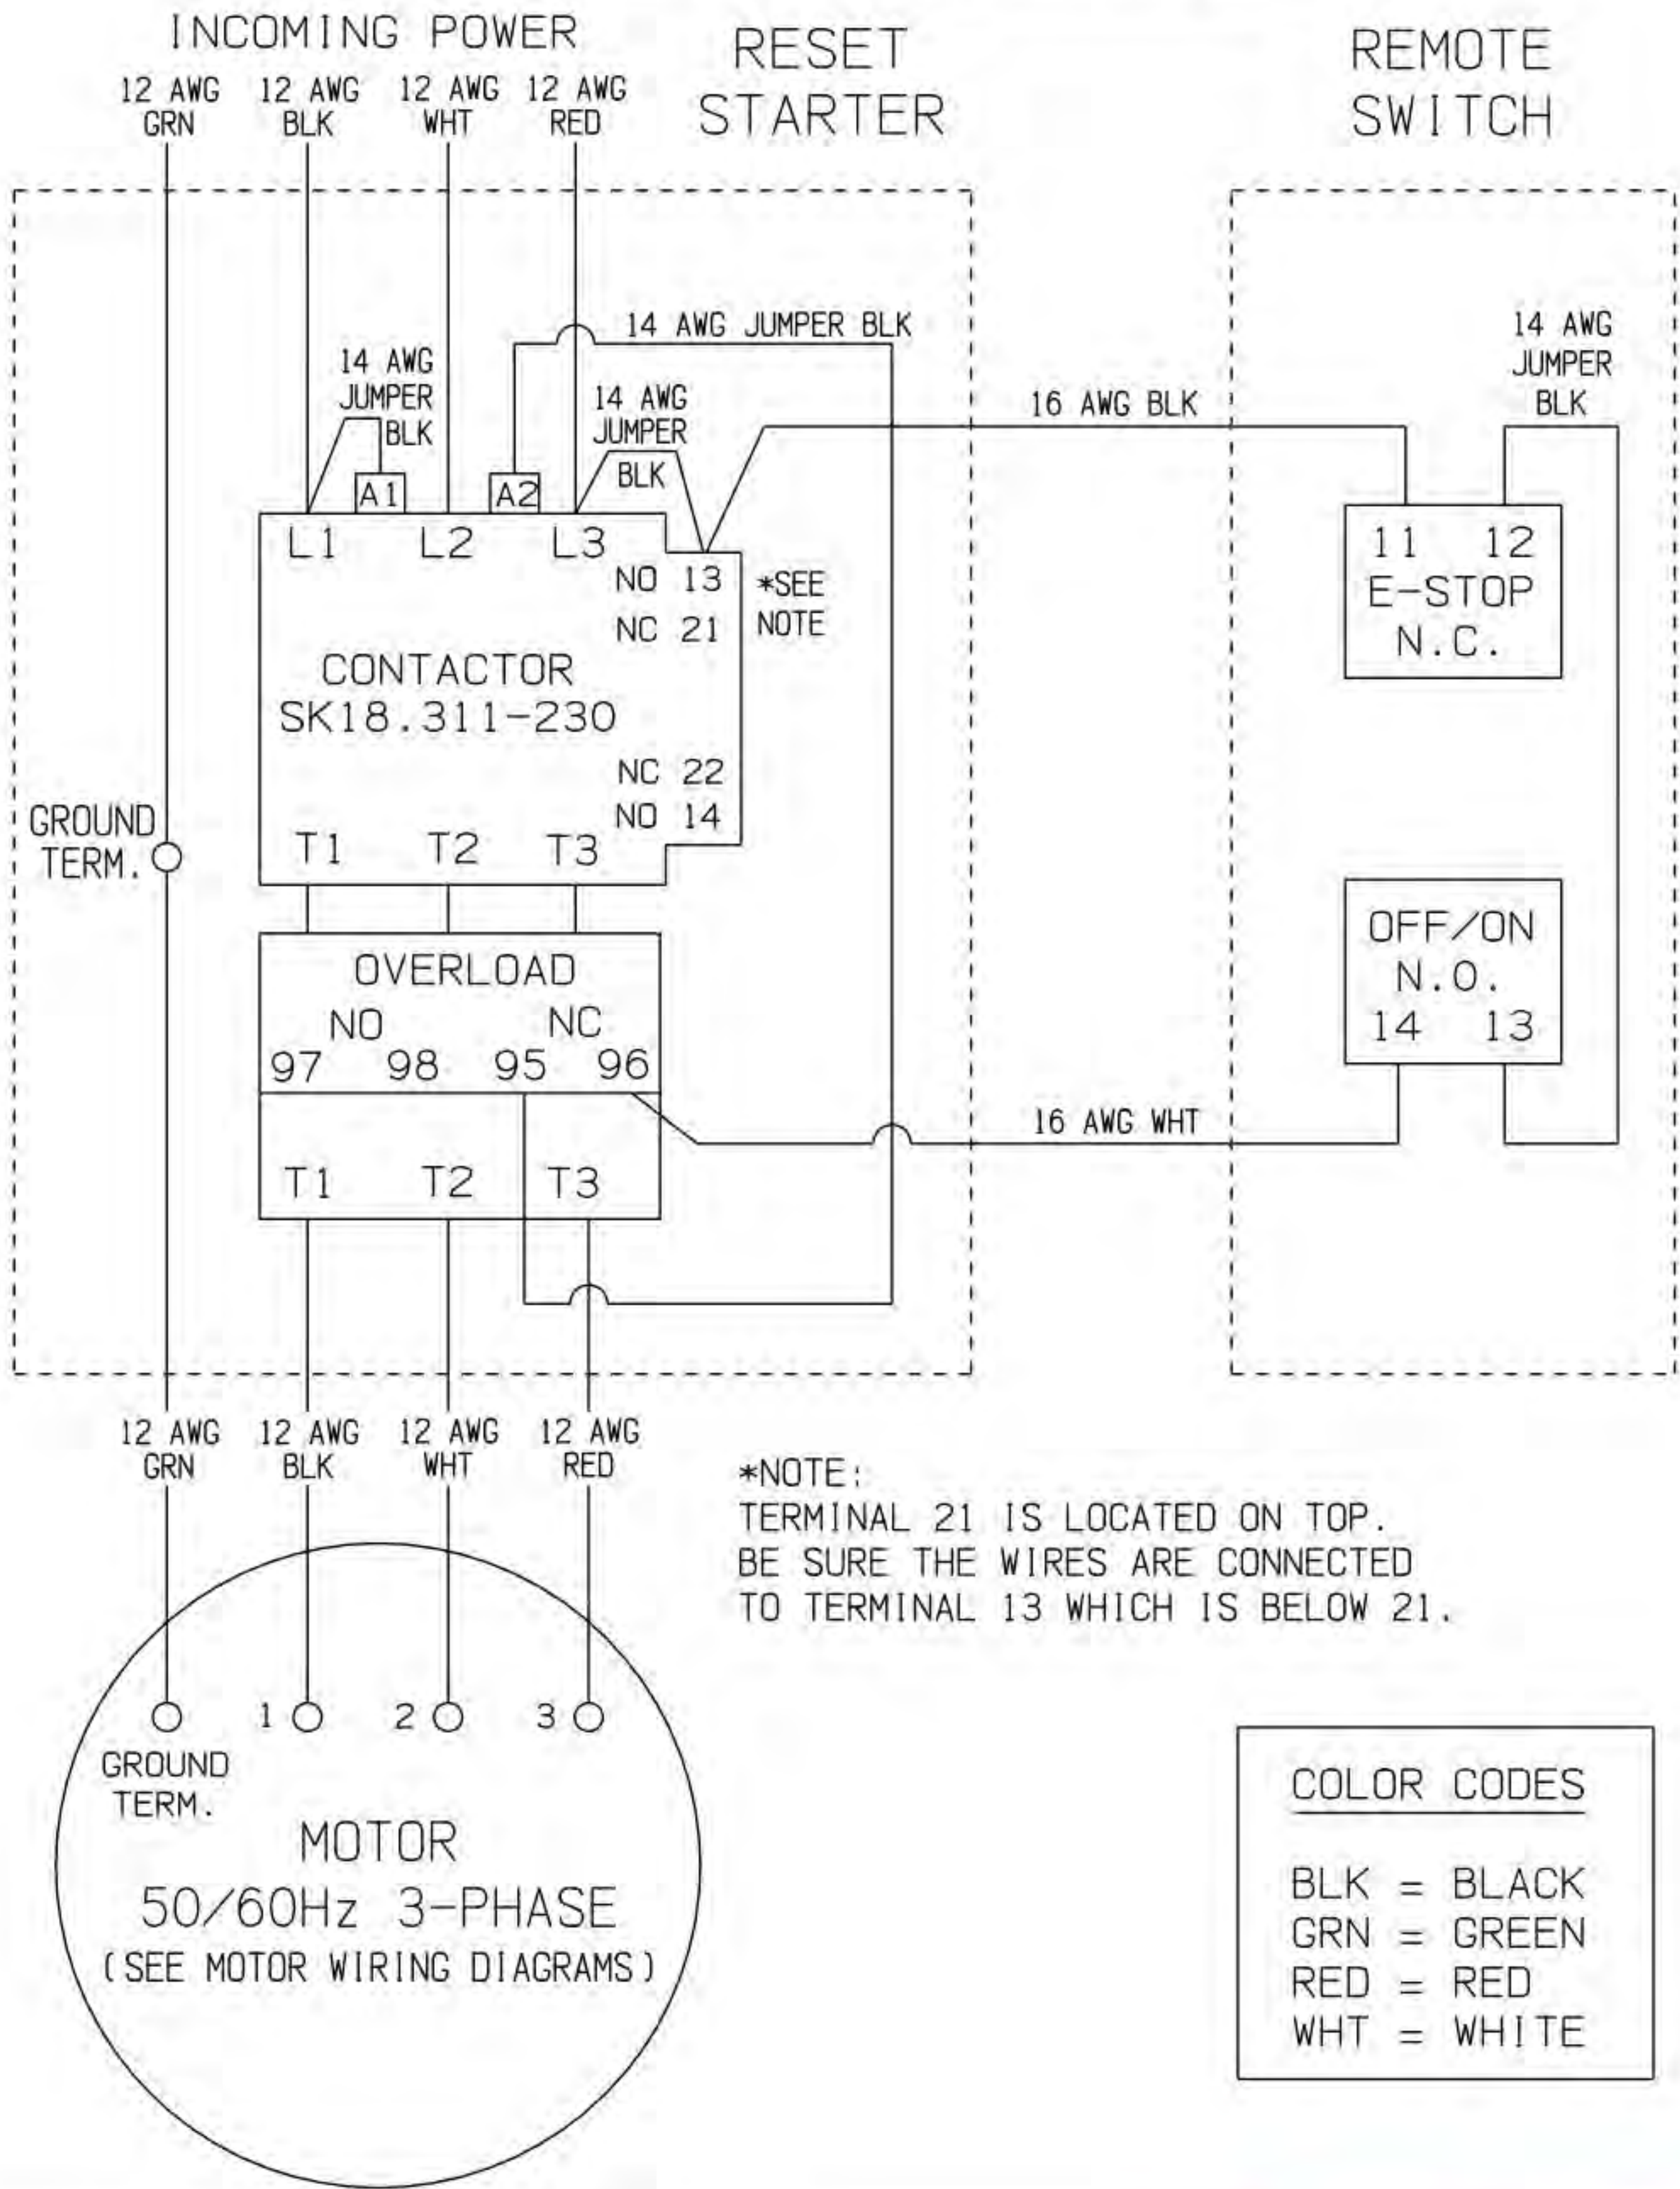 INCOMING POWER
RESET
STARTER
REMOTE
SWITCH
12 AWG
GRN
12 AWG
BLK
12 AWG
WHT
12 AWG
RED
14 AWG
JUMPER
BLK
14 AWG JUMPER BLK
14 AWG
JUMPER
BLK
16 AWG BLK
14 AWG
JUMPER
BLK
A1
A2
L1 L2 L3
NO 13
NC 21
*SEE
NOTE
CONTACTOR
SK18.311-230
NC 22
NO 14
T1 T2 T3
11 12
E-STOP
N.C.
GROUND
TERM.
OVERLOAD
NO NC
97 98 95 96
T1 T2 T3
OFF/ON
N.O.
14 13
16 AWG WHT
12 AWG
GRN
12 AWG
BLK
12 AWG
WHT
12 AWG
RED
*NOTE:
TERMINAL 21 IS LOCATED ON TOP.
BE SURE THE WIRES ARE CONNECTED
TO TERMINAL 13 WHICH IS BELOW 21.
1 2 3
GROUND
TERM.
MOTOR
50/60Hz 3-PHASE
(SEE MOTOR WIRING DIAGRAMS)
COLOR CODES
BLK = BLACK
GRN = GREEN
RED = RED
WHT = WHITE